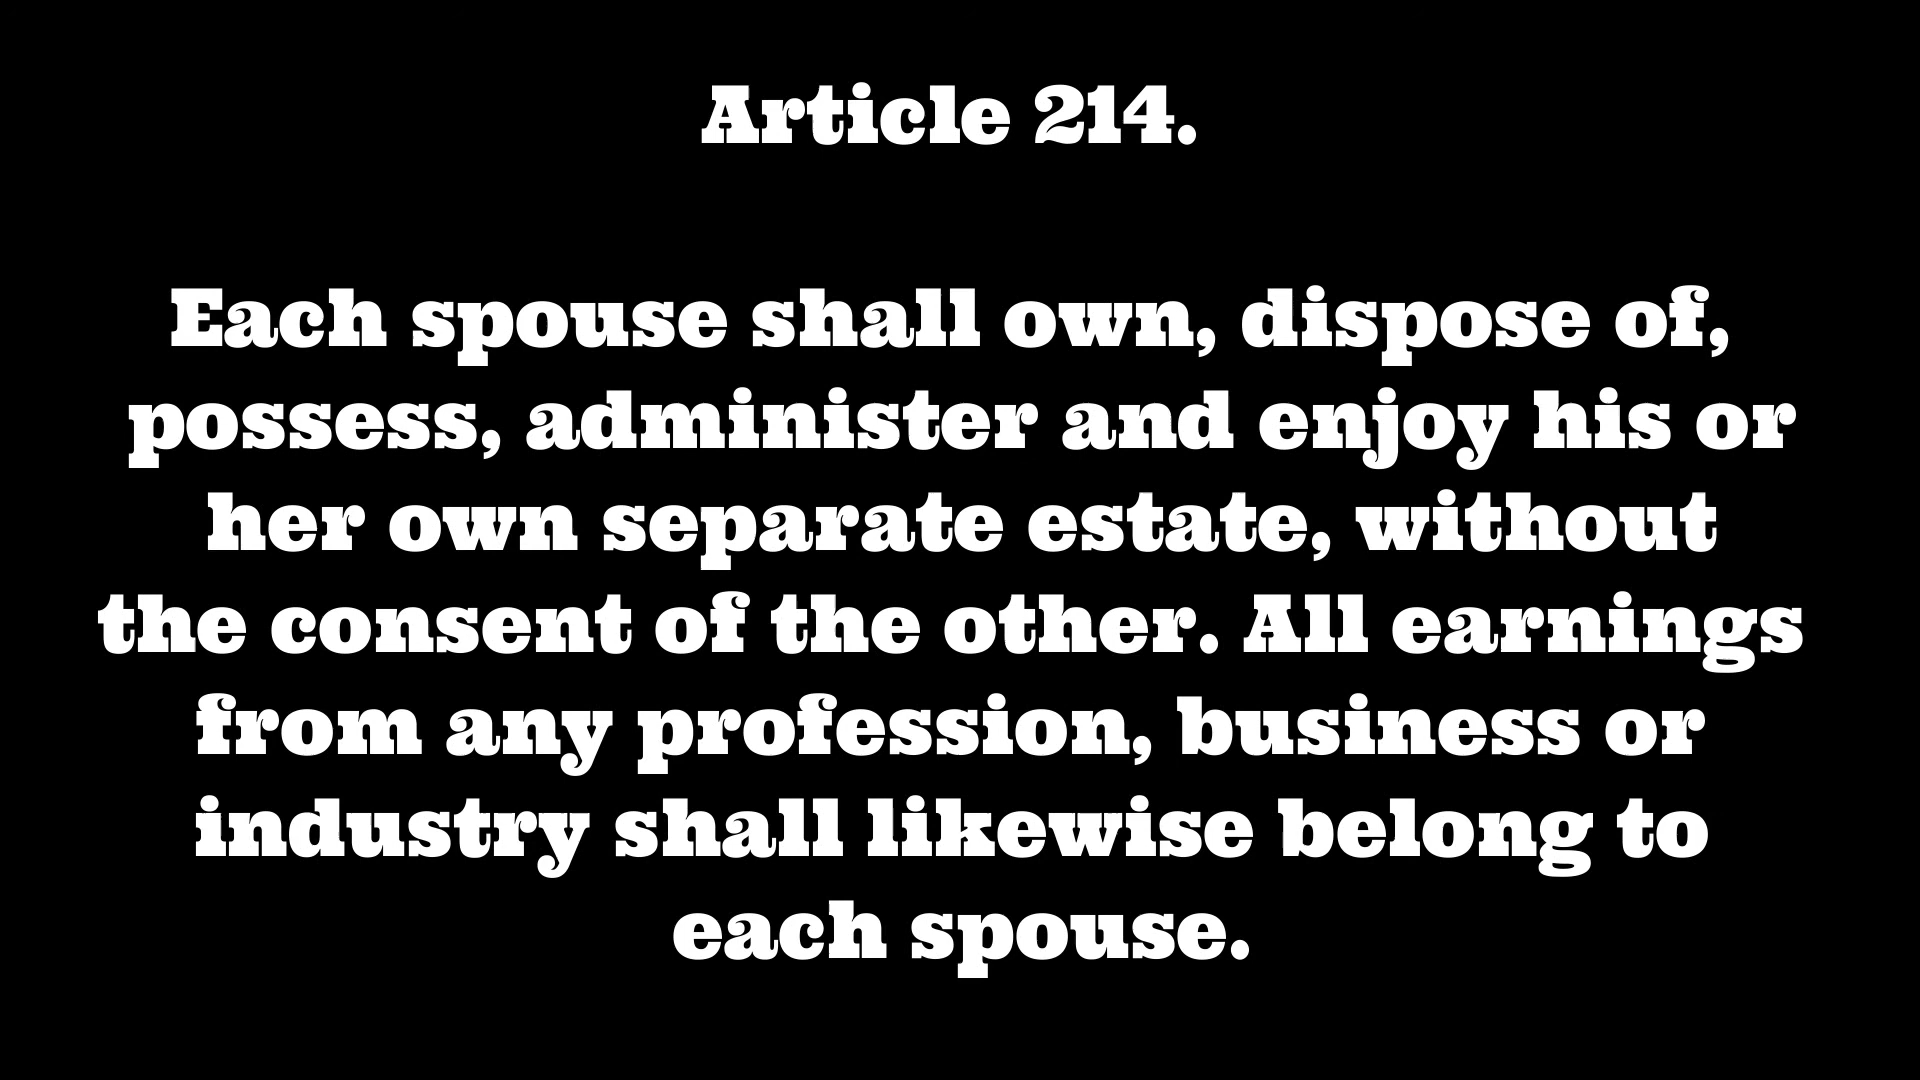 Article 214.
Each spouse shall own, dispose of,
possess, administer and enjoy his or
her own separate estate, without
the consent of the other. All earnings
from any profession, business or
industry shall likewise belong to
each spouse.